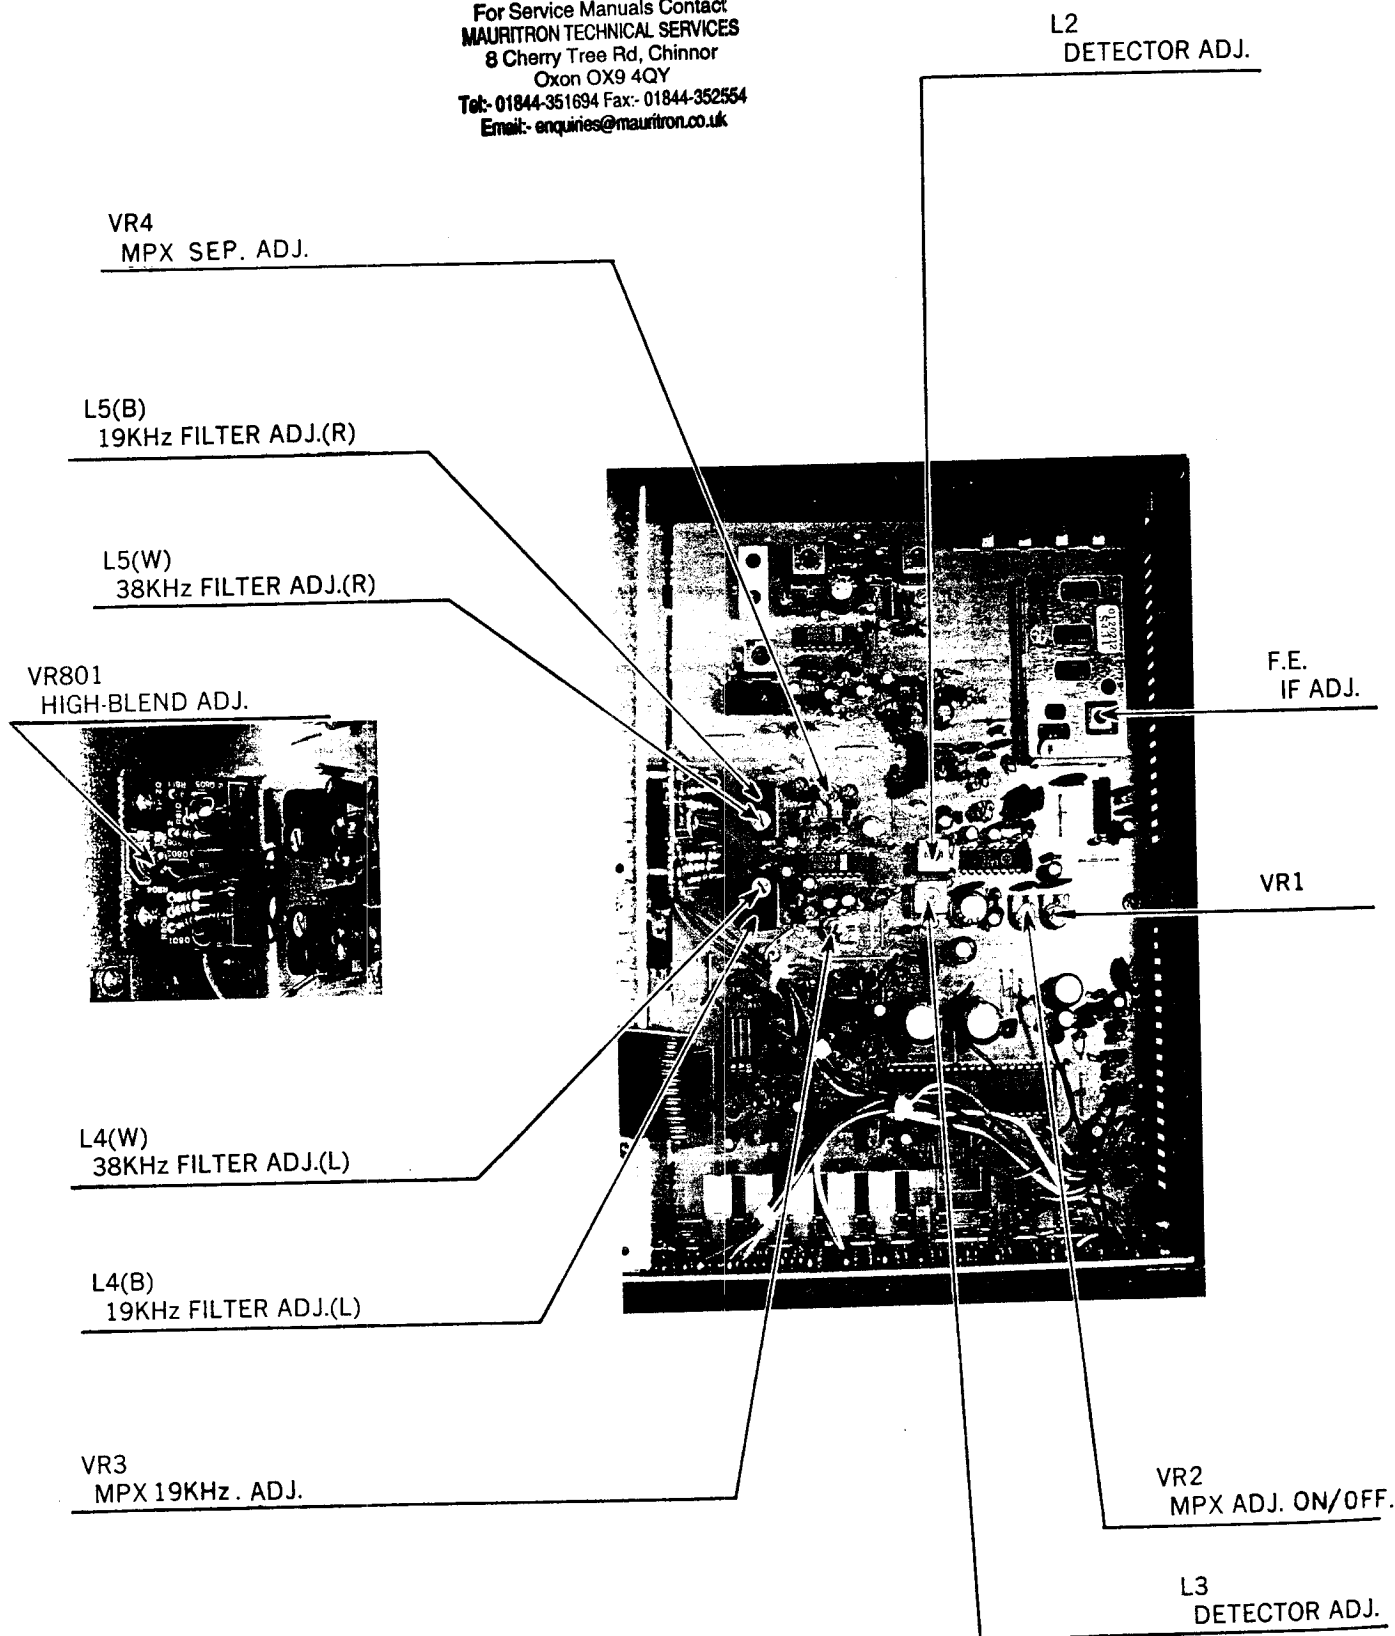 For Service Manuals Contact
MAURITRON TECHNICAL SERVICES
8 Cherry Tree Rd, Chinnor
Oxon OX9 4QY
Tel:- 01844-351694 Fax:- 01844-352554
Email:- enquiries@mauritron.co.uk
L2
DETECTOR ADJ.
VR4
MPX SEP. ADJ.
L5(B)
19KHz FILTER ADJ.(R)
L5(W)
38KHz FILTER ADJ.(R)
VR801
HIGH-BLEND ADJ.
F.E.
IF ADJ.
VR1
L4(W)
38KHz FILTER ADJ.(L)
L4(B)
19KHz FILTER ADJ.(L)
VR3
MPX 19KHz. ADJ.
VR2
MPX ADJ. ON/OFF.
L3
DETECTOR ADJ.